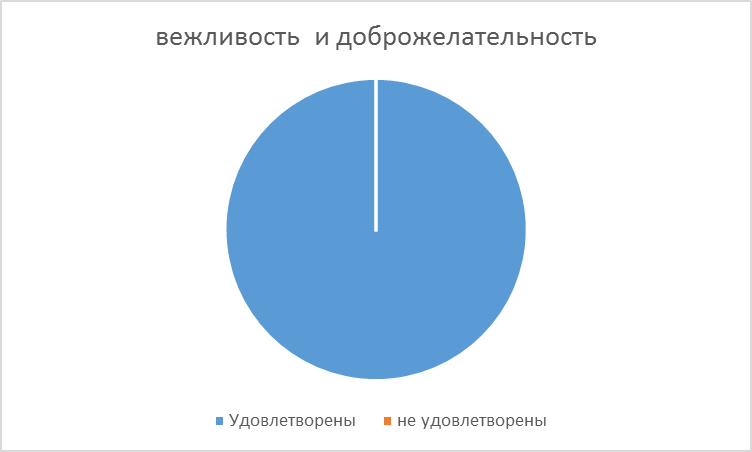 вежливость  и доброжелательность
Удовлетворены
не удовлетворены